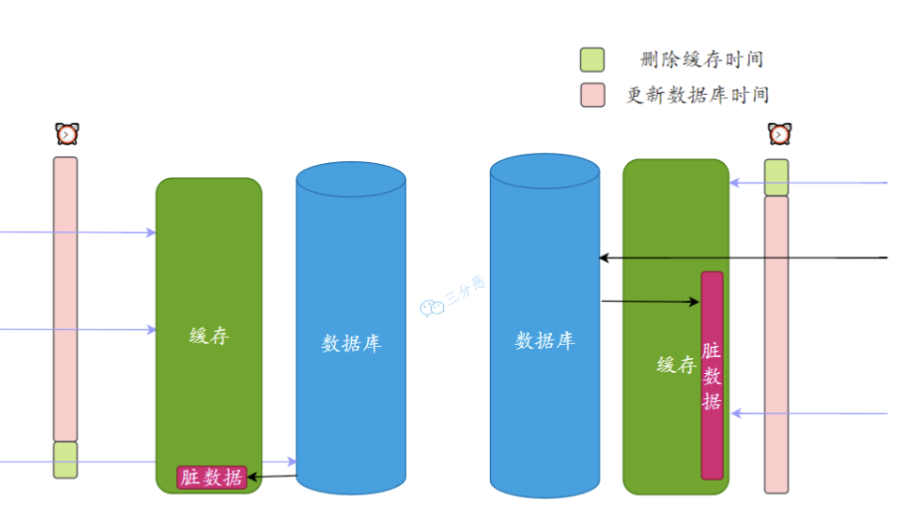 删除缓存时间
更新数据库时间
缓存
数据库
脏数据
三分恶
数据库
缓存
脏数据